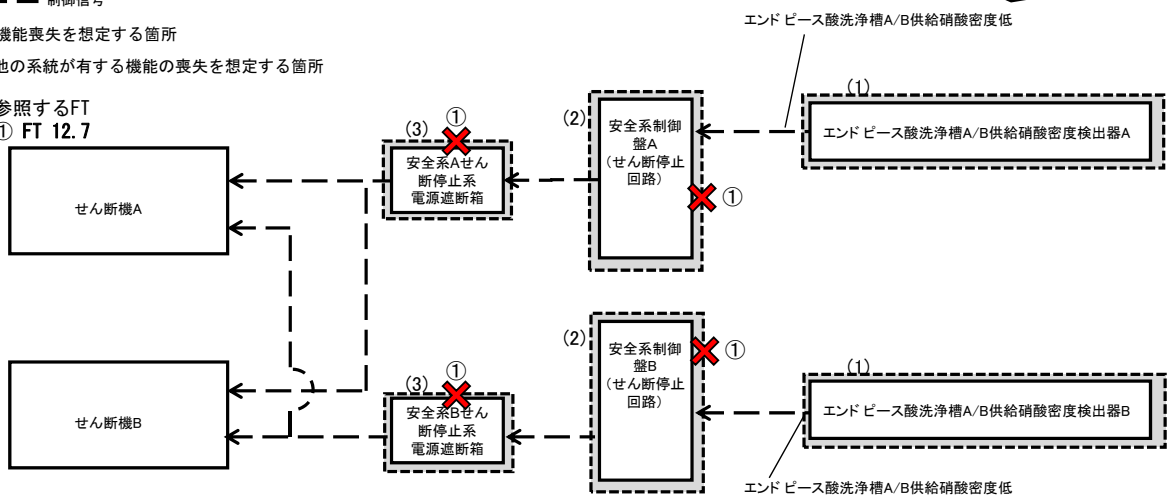 制御信号
エンドピース酸洗浄槽A/B供給硝酸密度低
機能喪失を想定する箇所
他の系統が有する機能の喪失を想定する箇所
参照するFT
① FT 12.7
せん断機A
(3)
①
安全系Aせん
断停止系
電源遮断箱
(2)
安全系制御
盤A
(せん断停止
回路)
①
(1)
エンドピース酸洗浄槽A/B供給硝酸密度検出器A
せん断機B
(3)
①
安全系Bせん
断停止系
電源遮断箱
(2)
安全系制御
盤B
(せん断停止
回路)
①
(1)
エンドピース酸洗浄槽A/B供給硝酸密度検出器B
エンドピース酸洗浄槽A/B供給硝酸密度低